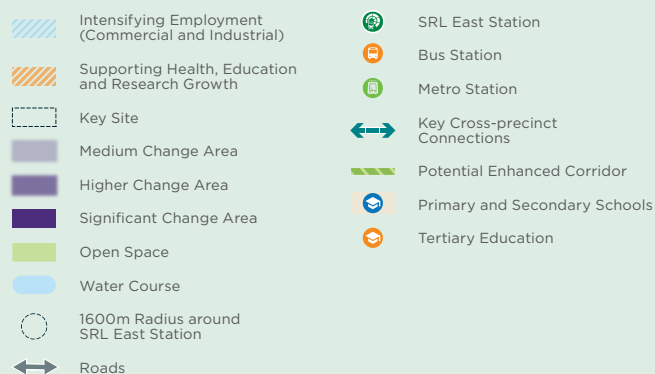 Intensifying Employment
(Commercial and Industrial)
Supporting Health, Education
and Research Growth
Key Site
Medium Change Area
Higher Change Area
Significant Change Area
Open Space
Water Course
1600m Radius around
SRL East Station
Roads
SRL East Station
Bus Station
Metro Station
Key Cross-precinct
Connections
Potential Enhanced Corridor
Primary and Secondary Schools
Tertiary Education